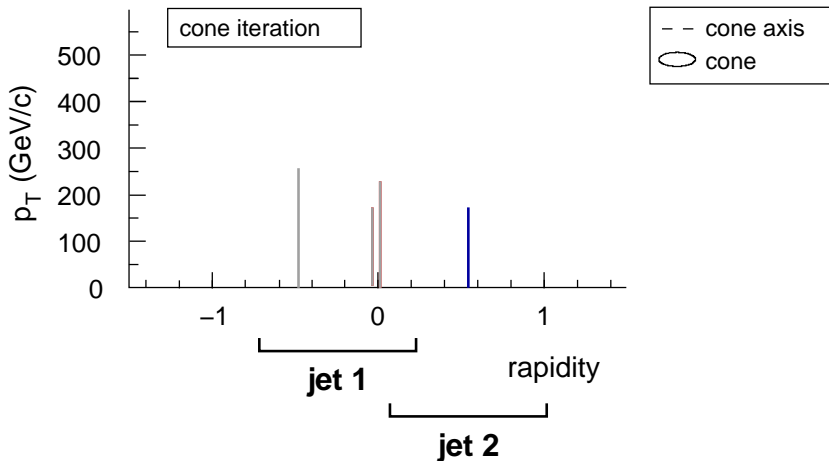 cone iteration
cone axis
cone
p_T (GeV/c)
500
400
300
200
100
0
–1 0 1
rapidity
jet 1
jet 2